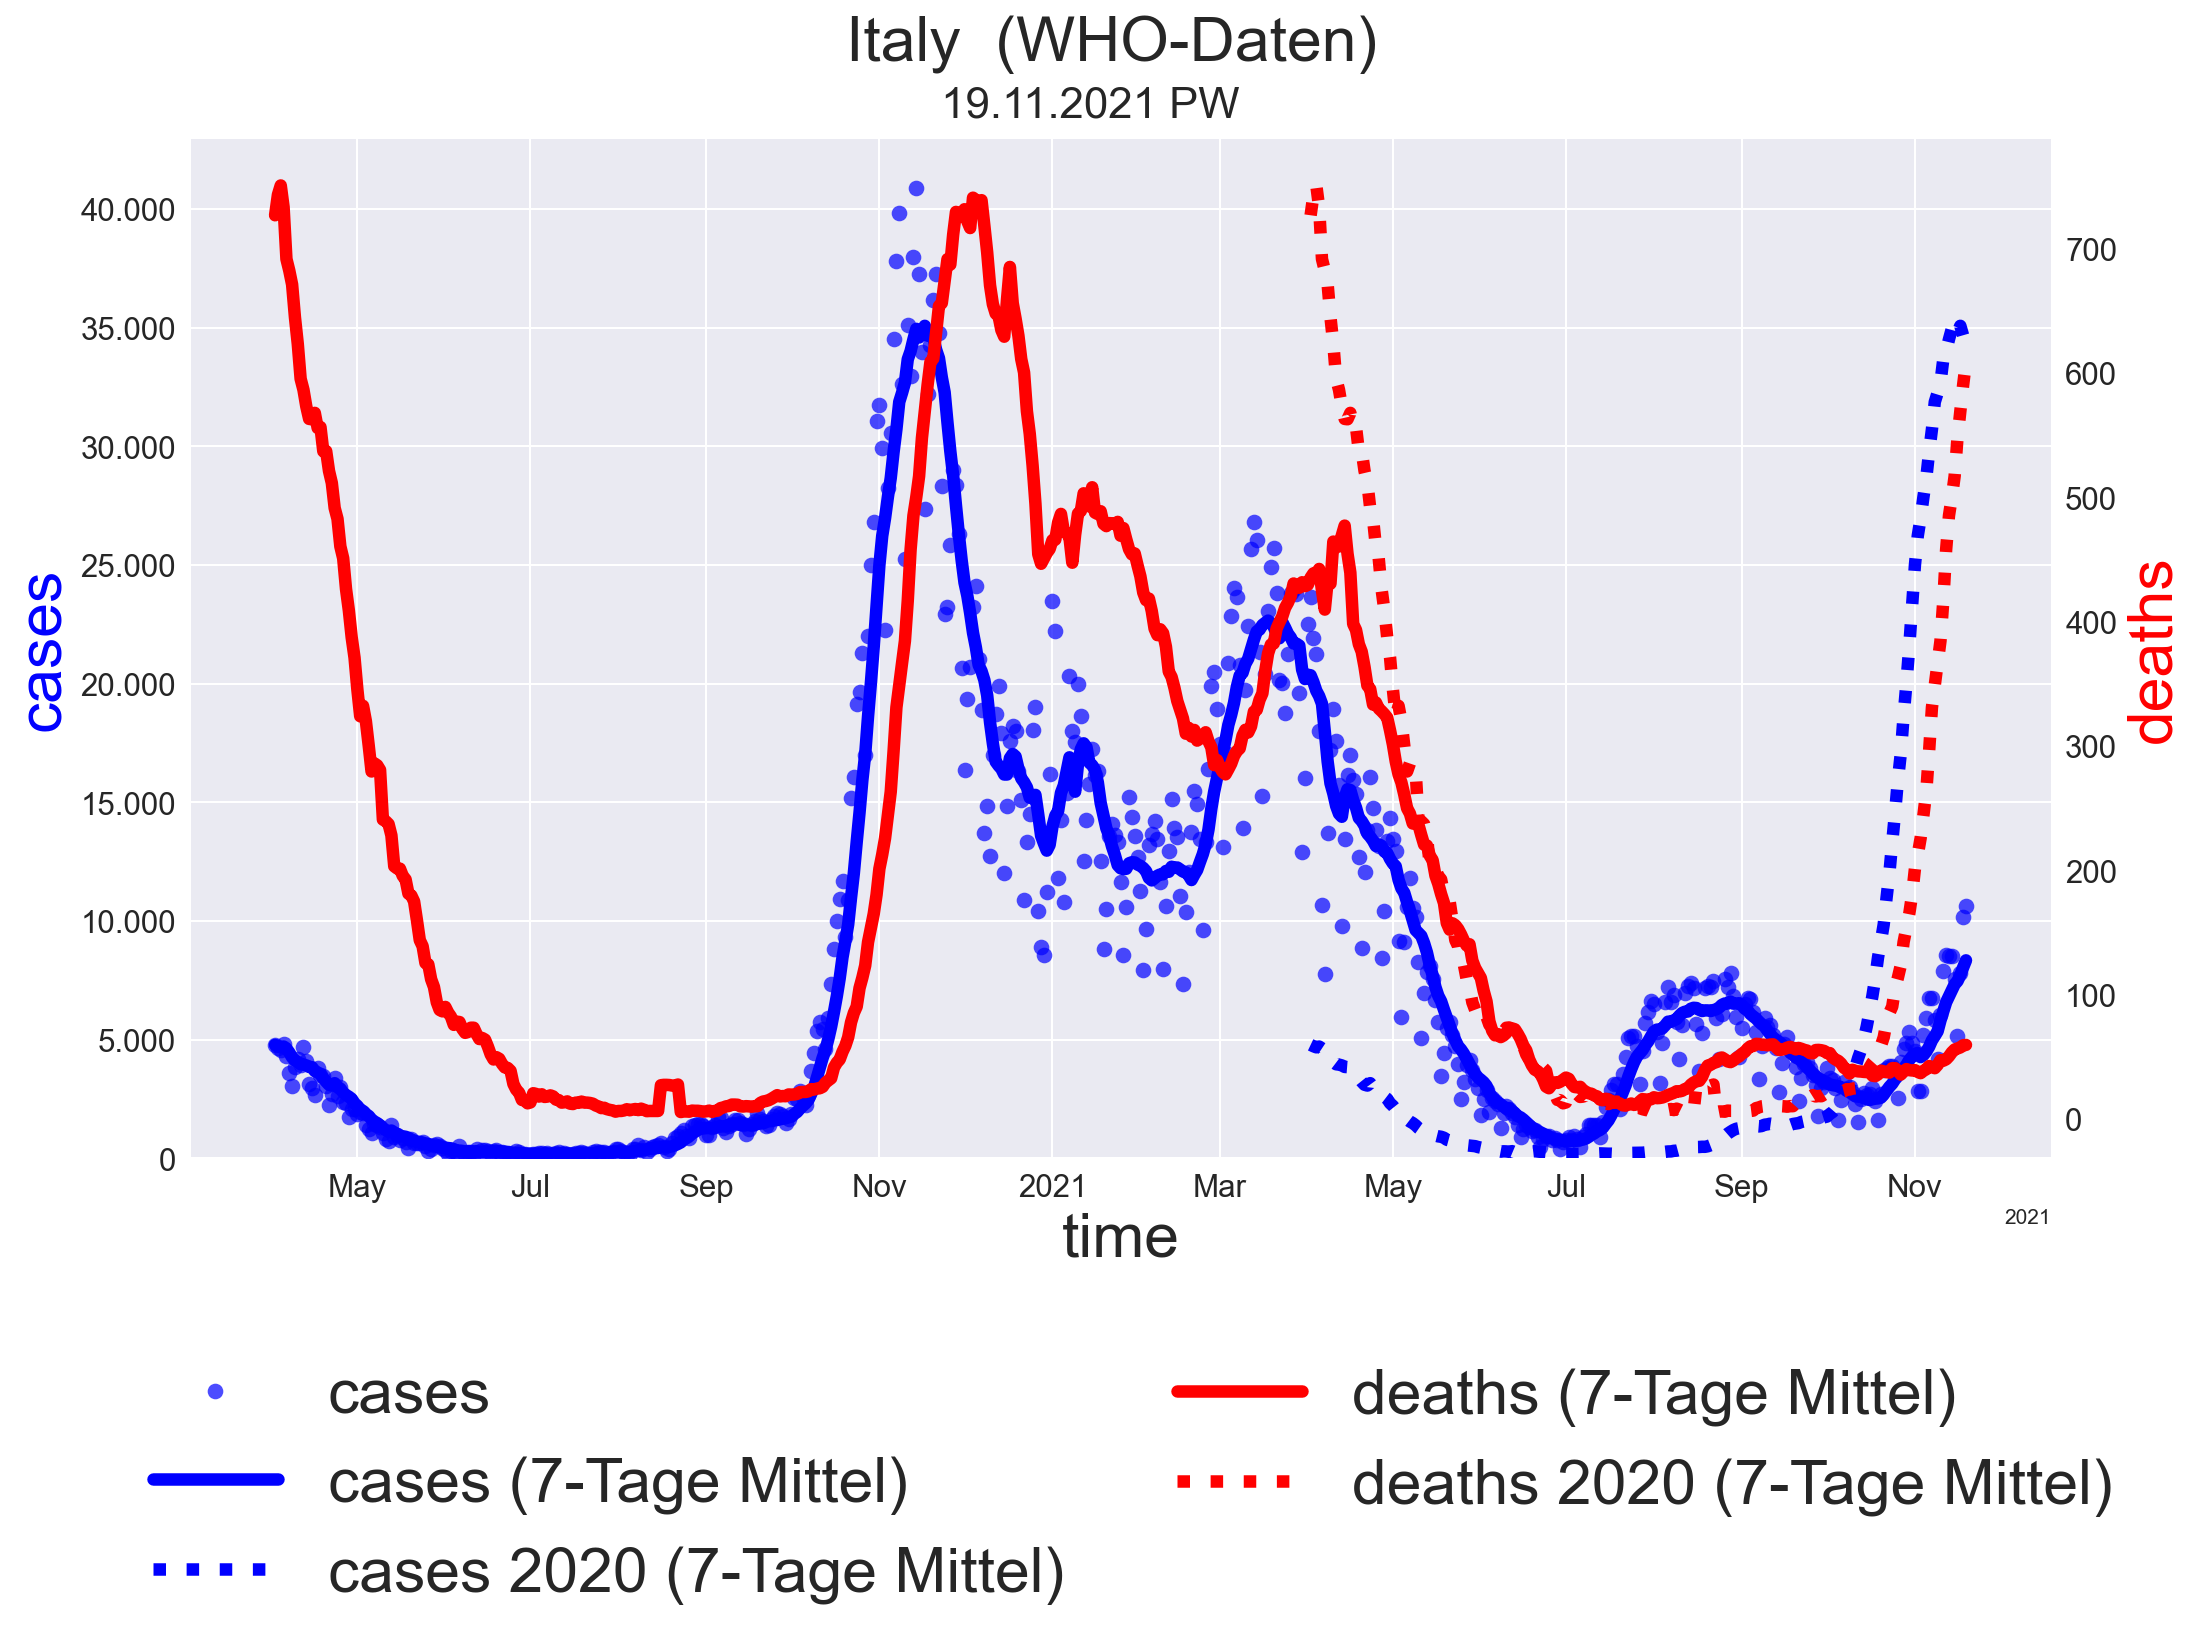 Italy  (WHO-Daten)
19.11.2021 PW
cases
40.000
35.000
30.000
25.000
20.000
15.000
10.000
5.000
0
700
600
500
400
300
200
100
0
deaths
May Jul Sep Nov 2021 Mar May Jul Sep Nov
2021
time
cases
cases (7-Tage Mittel)
cases 2020 (7-Tage Mittel)
deaths (7-Tage Mittel)
deaths 2020 (7-Tage Mittel)